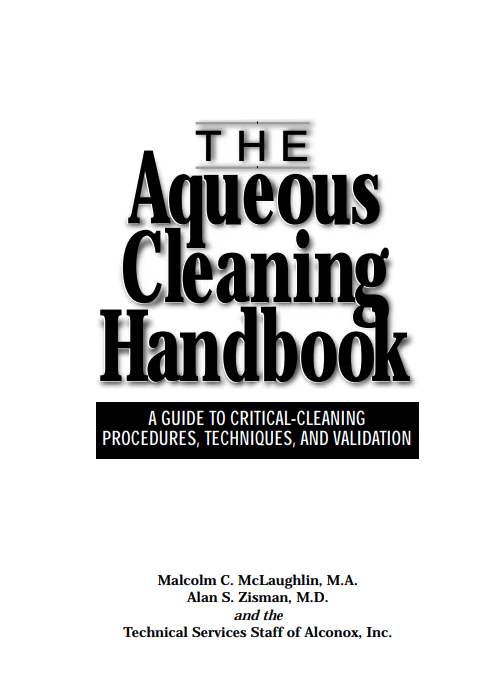 THE
Aqueous
Cleaning
Handbook
A GUIDE TO CRITICAL-CLEANING
PROCEDURES, TECHNIQUES, AND VALIDATION
Malcolm C. McLaughlin, M.A.
Alan S. Zisman, M.D.
and the
Technical Services Staff of Alconox, Inc.